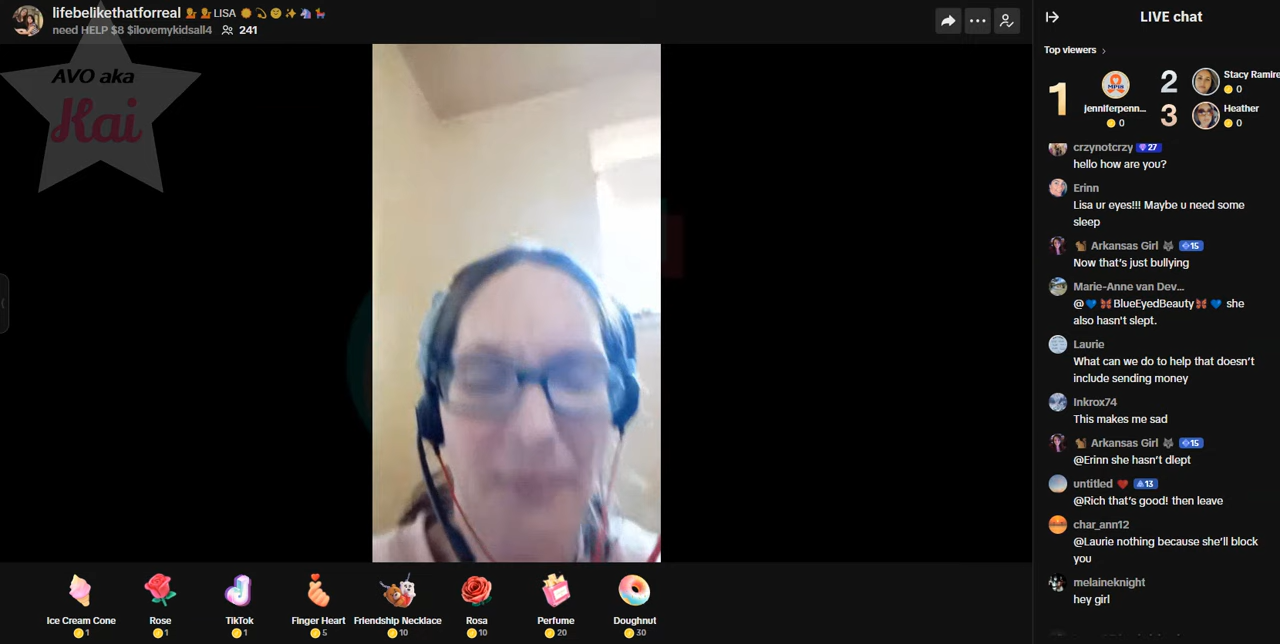 lifebelikethatforreal LISA
need HELP $8 $ilovemykidsall4 241
AVO aka
Kai
LIVE chat
Top viewers
1
jenniferpenn...
0
2
Stacy Ramire
0
3
Heather
0
crzynotcrzy 27
hello how are you?
Erinn
Lisa ur eyes!!! Maybe u need some
sleep
Arkansas Girl 15
Now that's just bullying
Marie-Anne van Dev...
@💙🦋BlueEyedBeauty🦋💙 she
also hasn't slept.
Laurie
What can we do to help that doesn't
include sending money
Inkrox74
This makes me sad
Arkansas Girl 15
@Erinn she hasn't dlept
untitled 13
@Rich that's good! then leave
char_ann12
@Laurie nothing because she'll block
you
melaineknight
hey girl
Ice Cream Cone
1
Rose
1
TikTok
1
Finger Heart
5
Friendship Necklace
10
Rosa
10
Perfume
20
Doughnut
30